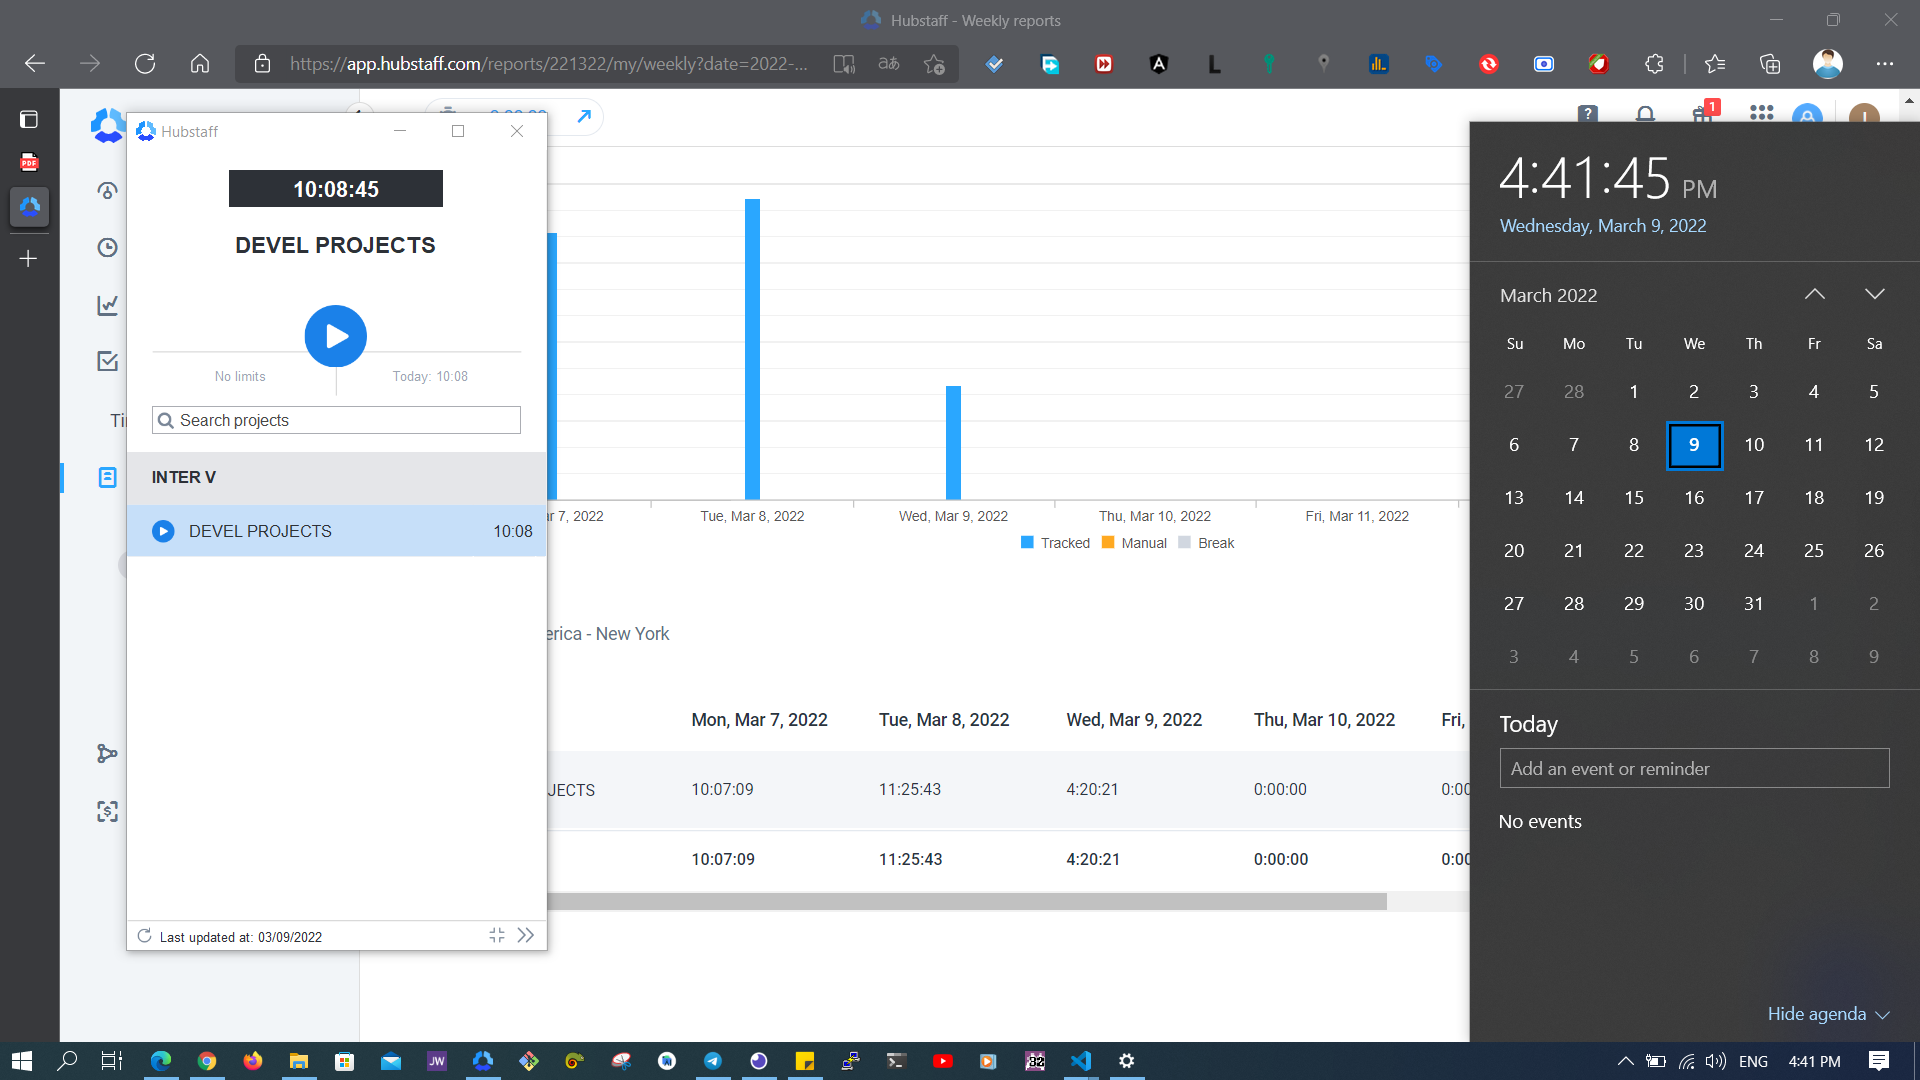 Hubstaff - Weekly reports
https://app.hubstaff.com/reports/221322/my/weekly?date=2022-...
Hubstaff
10:08:45
DEVEL PROJECTS
No limits
Today: 10:08
Search projects
INTER V
DEVEL PROJECTS 10:08
Last updated at: 03/09/2022
1
r 7, 2022
Tue, Mar 8, 2022
Wed, Mar 9, 2022
Thu, Mar 10, 2022
Fri, Mar 11, 2022
Tracked Manual Break
erica - New York
Mon, Mar 7, 2022 Tue, Mar 8, 2022 Wed, Mar 9, 2022 Thu, Mar 10, 2022 Fri,
JECTS 10:07:09 11:25:43 4:20:21 0:00:00 0:00
10:07:09 11:25:43 4:20:21 0:00:00 0:00
4:41:45 PM
Wednesday, March 9, 2022
March 2022
Su Mo Tu We Th Fr Sa
27 28 1 2 3 4 5
6 7 8 9 10 11 12
13 14 15 16 17 18 19
20 21 22 23 24 25 26
27 28 29 30 31 1 2
3 4 5 6 7 8 9
Today
Add an event or reminder
No events
Hide agenda
ENG 4:41 PM